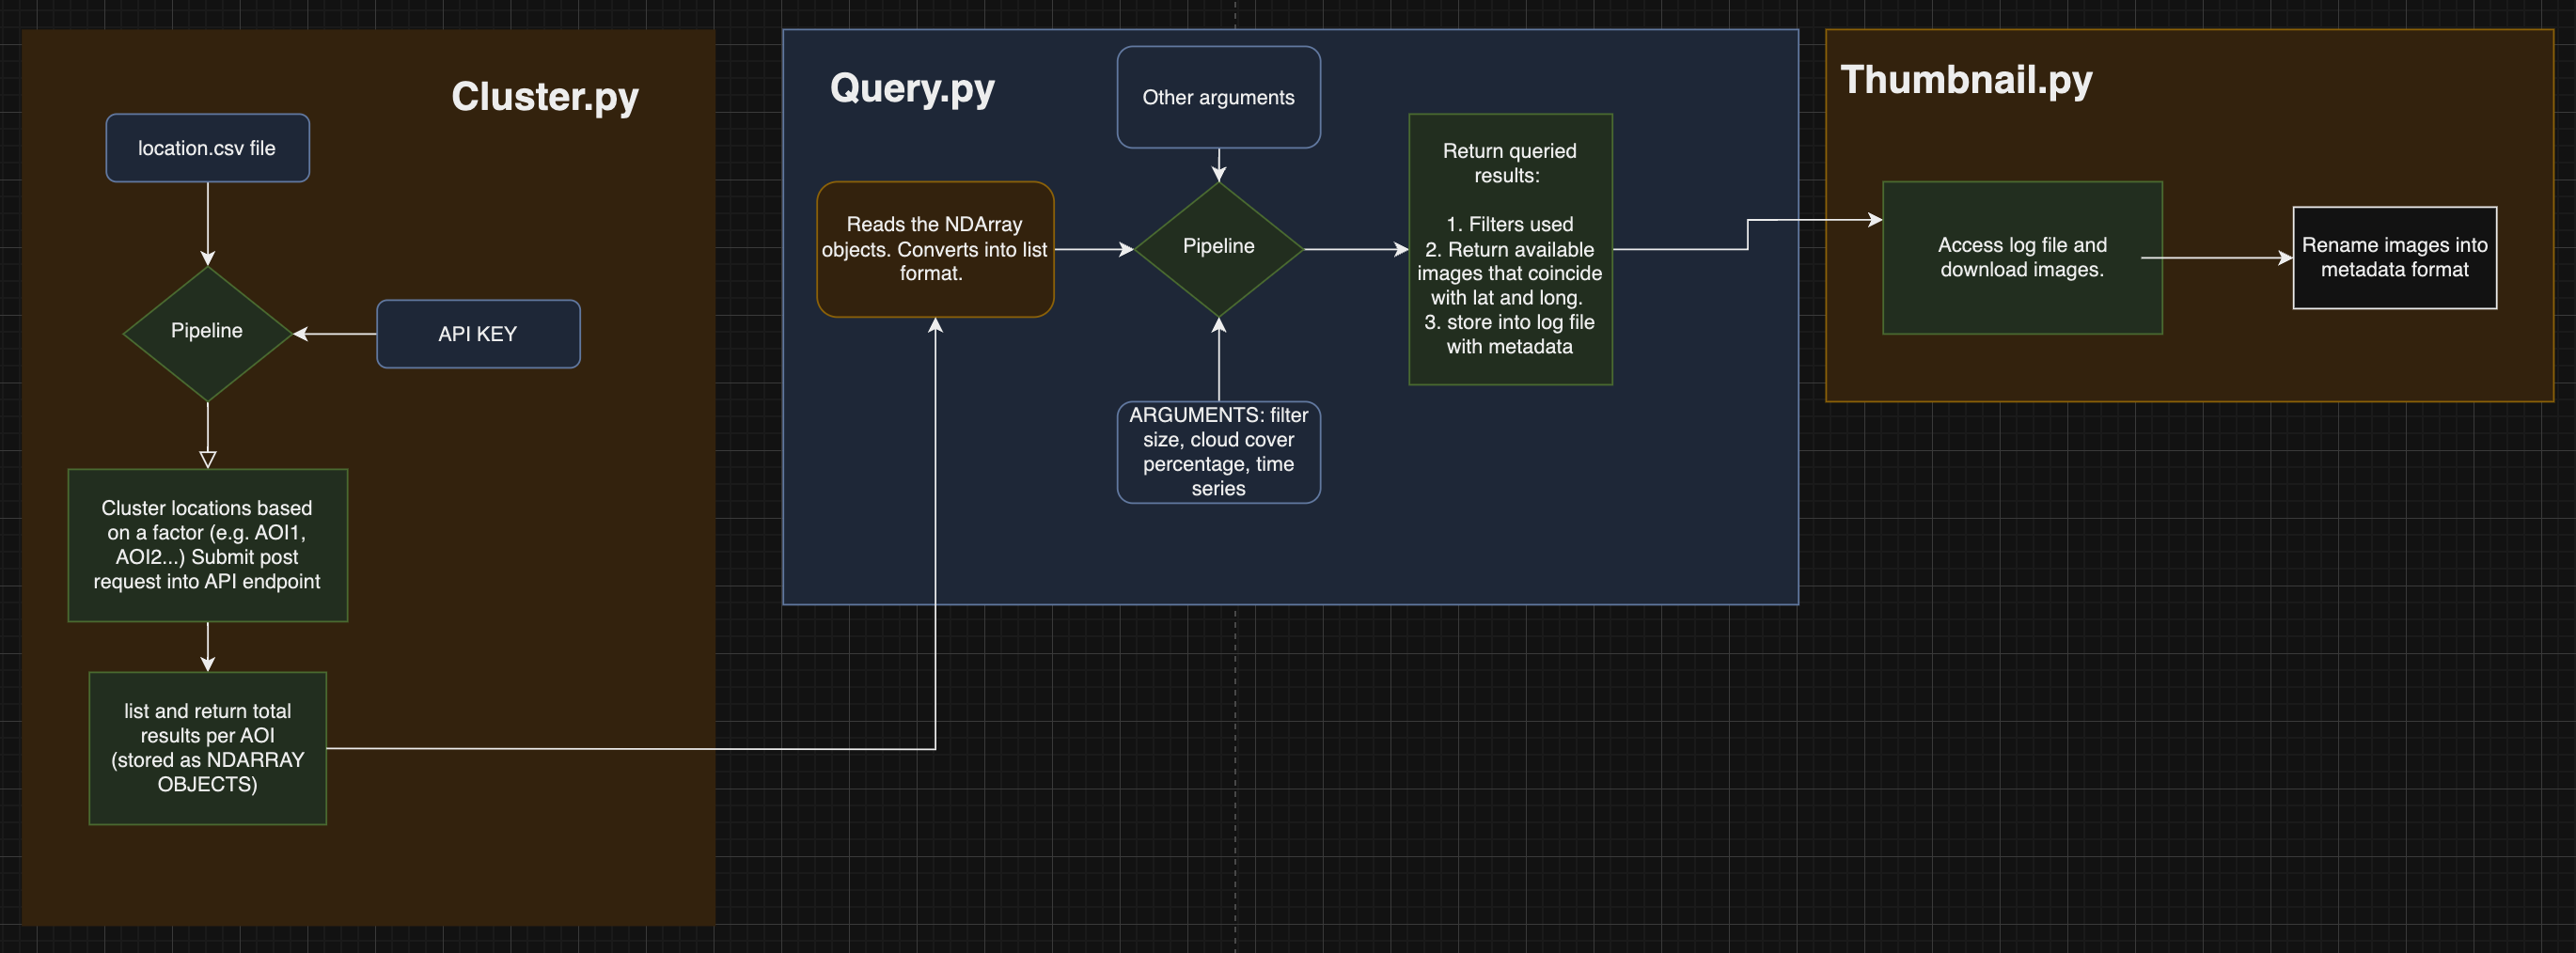 Cluster.py
location.csv file
Pipeline
API KEY
Cluster locations based
on a factor (e.g. AOI1,
AOI2...) Submit post
request into API endpoint
list and return total
results per AOI
(stored as NDARRAY
OBJECTS)
Query.py
Other arguments
Reads the NDArray
objects. Converts into list
format.
Pipeline
ARGUMENTS: filter
size, cloud cover
percentage, time
series
Return queried
results:
1. Filters used
2. Return available
images that coincide
with lat and long.
3. store into log file
with metadata
Thumbnail.py
Access log file and
download images.
Rename images into
metadata format